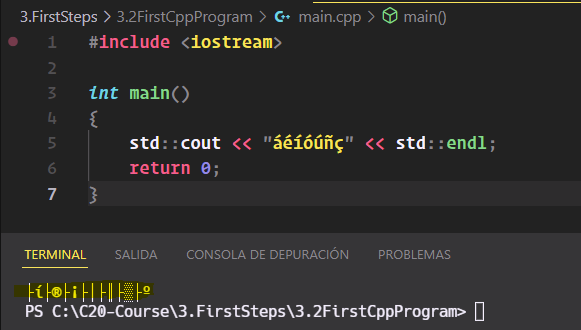 3.FirstSteps > 3.2FirstCppProgram > main.cpp > main()
1 #include <iostream>
2
3 int main()
4 {
5 std::cout << "áéíóúñç" << std::endl;
6 return 0;
7 }
TERMINAL SALIDA CONSOLA DE DEPURACIÓN PROBLEMAS
├í├®├¡├│├║├▒├º
PS C:\C20-Course\3.FirstSteps\3.2FirstCppProgram>